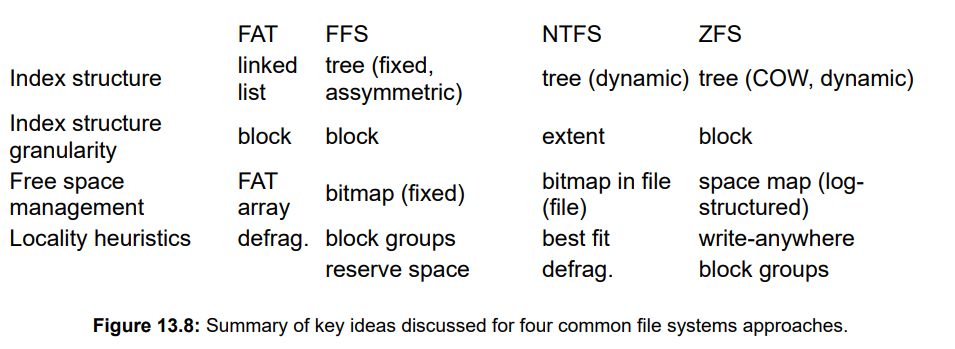 FAT FFS NTFS ZFS
Index structure linked list tree (fixed, assymmetric) tree (dynamic) tree (COW, dynamic)
Index structure granularity block block extent block
Free space management FAT array bitmap (fixed) bitmap in file (file) space map (log-structured)
Locality heuristics defrag. block groups best fit write-anywhere
reserve space defrag. block groups
Figure 13.8: Summary of key ideas discussed for four common file systems approaches.